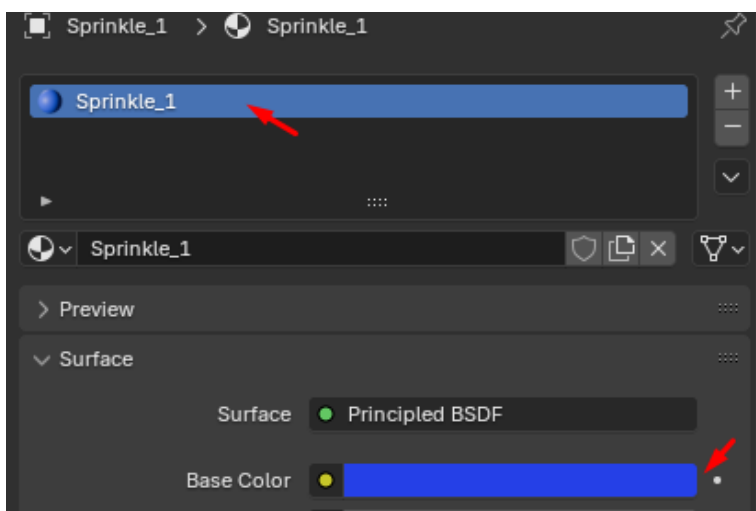 Sprinkle_1 > Sprinkle_1
Sprinkle_1
Sprinkle_1
Preview
Surface
Surface Principled BSDF
Base Color